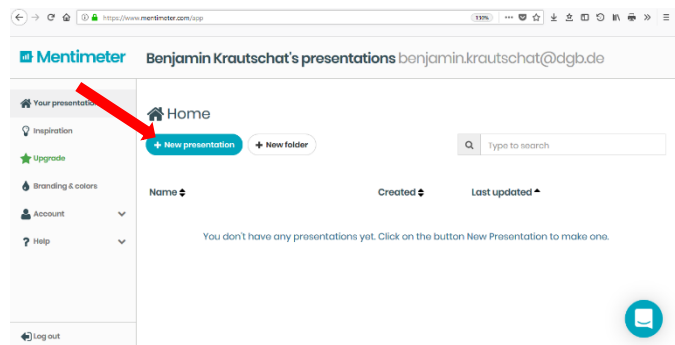 https://www.mentimeter.com/app
110%
Mentimeter
Benjamin Krautschat's presentations benjamin.krautschat@dgb.de
Your presentation
Home
Inspiration
+ New presentation
+ New folder
Type to search
Upgrade
Branding & colors
Name
Created
Last updated
Account
? Help
You don't have any presentations yet. Click on the button New Presentation to make one.
Log out